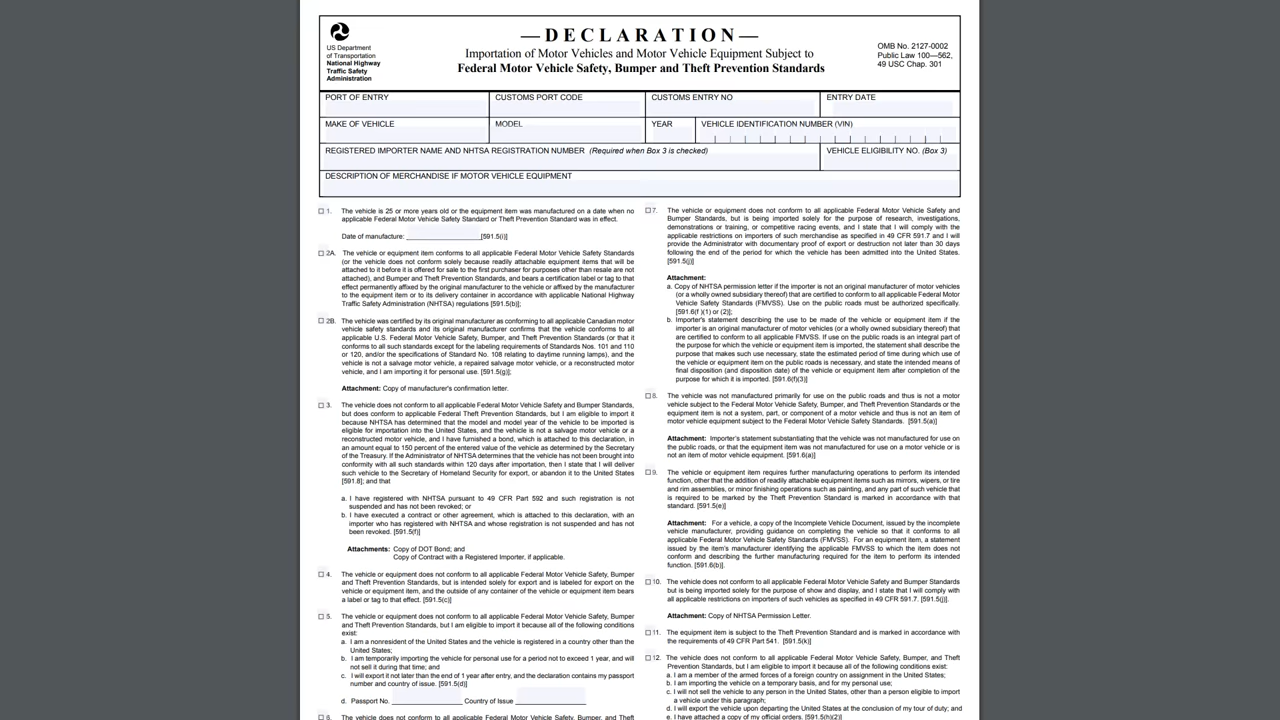 — D E C L A R A T I O N —
Importation of Motor Vehicles and Motor Vehicle Equipment Subject to
Federal Motor Vehicle Safety, Bumper and Theft Prevention Standards
US Department
of Transportation
National Highway
Traffic Safety
Administration
OMB No. 2127-0002
Public Law 100—562,
49 USC Chap. 301
PORT OF ENTRY
CUSTOMS PORT CODE
CUSTOMS ENTRY NO
ENTRY DATE
MAKE OF VEHICLE
MODEL
YEAR
VEHICLE IDENTIFICATION NUMBER (VIN)
REGISTERED IMPORTER NAME AND NHTSA REGISTRATION NUMBER (Required when Box 3 is checked)
VEHICLE ELIGIBILITY NO. (Box 3)
DESCRIPTION OF MERCHANDISE IF MOTOR VEHICLE EQUIPMENT
1. The vehicle is 25 or more years old or the equipment item was manufactured on a date when no
applicable Federal Motor Vehicle Safety Standard or Theft Prevention Standard was in effect.
Date of manufacture: ____________________[591.5(i)]
2A. The vehicle or equipment item conforms to all applicable Federal Motor Vehicle Safety Standards
(or the vehicle does not conform solely because readily attachable equipment items that will be
attached to it before it is offered for sale to the first purchaser for purposes other than resale are not
attached), and Bumper and Theft Prevention Standards, and bears a certification label or tag to that
effect permanently affixed by the original manufacturer to the vehicle or affixed by the manufacturer
to the equipment item or to its delivery container in accordance with applicable National Highway
Traffic Safety Administration (NHTSA) regulations [591.5(b)];
2B. The vehicle was certified by its original manufacturer as conforming to all applicable Canadian motor
vehicle safety standards and its original manufacturer confirms that the vehicle conforms to all
applicable U.S. Federal Motor Vehicle Safety, Bumper, and Theft Prevention Standards (or that it
conforms to all such standards except for the labeling requirements of Standards Nos. 101 and 110
or 120, and/or the specifications of Standard No. 108 relating to daytime running lamps), and the
vehicle is not a salvage motor vehicle, a repaired salvage motor vehicle, or a reconstructed motor
vehicle, and I am importing it for personal use. [591.5(g)];
Attachment: Copy of manufacturer's confirmation letter.
3. The vehicle does not conform to all applicable Federal Motor Vehicle Safety and Bumper Standards,
but does conform to applicable Federal Theft Prevention Standards, but I am eligible to import it
because NHTSA has determined that the model and model year of the vehicle to be imported is
eligible for importation into the United States, and the vehicle is not a salvage motor vehicle or a
reconstructed motor vehicle, and I have furnished a bond, which is attached to this declaration, in
an amount equal to 150 percent of the entered value of the vehicle as determined by the Secretary
of the Treasury. If the Administrator of NHTSA determines that the vehicle has not been brought into
conformity with all such standards within 120 days after importation, then I state that I will deliver
such vehicle to the Secretary of Homeland Security for export, or abandon it to the United States
[591.8]; and that
a. I have registered with NHTSA pursuant to 49 CFR Part 592 and such registration is not
suspended and has not been revoked; or
b. I have executed a contract or other agreement, which is attached to this declaration, with an
importer who has registered with NHTSA and whose registration is not suspended and has not
been revoked. [591.5(f)]
Attachments: Copy of DOT Bond; and
Copy of Contract with a Registered Importer, if applicable.
4. The vehicle or equipment does not conform to all applicable Federal Motor Vehicle Safety, Bumper
and Theft Prevention Standards, but is intended solely for export and is labeled for export on the
vehicle or equipment item, and the outside of any container of the vehicle or equipment item bears
a label or tag to that effect. [591.5(c)]
5. The vehicle or equipment does not conform to all applicable Federal Motor Vehicle Safety, Bumper
and Theft Prevention Standards, but I am eligible to import it because all of the following conditions
exist:
a. I am a nonresident of the United States and the vehicle is registered in a country other than the
United States;
b. I am temporarily importing the vehicle for personal use for a period not to exceed 1 year, and will
not sell it during that time; and
c. I will export it not later than the end of 1 year after entry, and the declaration contains my passport
number and country of issue. [591.5(d)]
d. Passport No. ____________________ Country of Issue ____________________
6. The vehicle does not conform to all applicable Federal Motor Vehicle Safety, Bumper, and Theft
7. The vehicle or equipment does not conform to all applicable Federal Motor Vehicle Safety and
Bumper Standards, but is being imported solely for the purpose of research, investigations,
demonstrations or training, or competitive racing events, and I state that I will comply with the
applicable restrictions on importers of such merchandise as specified in 49 CFR 591.7 and I will
provide the Administrator with documentary proof of export or destruction not later than 30 days
following the end of the period for which the vehicle has been admitted into the United States.
[591.5(j)]
Attachment:
a. Copy of NHTSA permission letter if the importer is not an original manufacturer of motor vehicles
(or a wholly owned subsidiary thereof) that are certified to conform to all applicable Federal Motor
Vehicle Safety Standards (FMVSS). Use on the public roads must be authorized specifically.
[591.6(f )(1) or (2)];
b. Importer's statement describing the use to be made of the vehicle or equipment item if the
importer is an original manufacturer of motor vehicles (or a wholly owned subsidiary thereof) that
are certified to conform to all applicable FMVSS. If use on the public roads is an integral part of
the purpose for which the vehicle or equipment item is imported, the statement shall describe the
purpose that makes such use necessary, state the estimated period of time during which use of
the vehicle or equipment item on the public roads is necessary, and state the intended means of
final disposition (and disposition date) of the vehicle or equipment item after completion of the
purpose for which it is imported. [591.6(f)(3)]
8. The vehicle was not manufactured primarily for use on the public roads and thus is not a motor
vehicle subject to the Federal Motor Vehicle Safety, Bumper, and Theft Prevention Standards or the
equipment item is not a system, part, or component of a motor vehicle and thus is not an item of
motor vehicle equipment subject to the Federal Motor Vehicle Safety Standards. [591.5(a)]
Attachment: Importer's statement substantiating that the vehicle was not manufactured for use on
the public roads, or that the equipment item was not manufactured for use on a motor vehicle or is
not an item of motor vehicle equipment. [591.6(a)]
9. The vehicle or equipment item requires further manufacturing operations to perform its intended
function, other that the addition of readily attachable equipment such as mirrors, wipers, or tire
and rim assemblies, or minor finishing operations such as painting, and any part of such vehicle that
is required to be marked by the Theft Prevention Standard is marked in accordance with that
standard. [591.5(e)]
Attachment: For a vehicle, a copy of the Incomplete Vehicle Document, issued by the incomplete
vehicle manufacturer, providing guidance on completing the vehicle so that it conforms to all
applicable Federal Motor Vehicle Safety Standards (FMVSS). For an equipment item, a statement
issued by the item's manufacturer identifying the applicable FMVSS to which the item does not
conform and describing the further manufacturing required for the item to perform its intended
function. [591.6(b)].
10. The vehicle does not conform to all applicable Federal Motor Vehicle Safety and Bumper Standards
but is being imported solely for the purpose of show and display, and I state that I will comply with
all applicable restrictions on importers of such vehicles as specified in 49 CFR 591.7. [591.5(j)].
Attachment: Copy of NHTSA Permission Letter.
11. The equipment item is subject to the Theft Prevention Standard and is marked in accordance with
the requirements of 49 CFR Part 541. [591.5(k)]
12. The vehicle does not conform to all applicable Federal Motor Vehicle Safety, Bumper, and Theft
Prevention Standards, but I am eligible to import it because all of the following conditions exist:
a. I am a member of the armed forces of a foreign country on assignment in the United States;
b. I am importing the vehicle on a temporary basis, and for my personal use;
c. I will not sell the vehicle to any person in the United States, other than a person eligible to import
a vehicle under this paragraph;
d. I will export the vehicle upon departing the United States at the conclusion of my tour of duty; and
e. I have attached a copy of my official orders. [591.5(h)(2)]